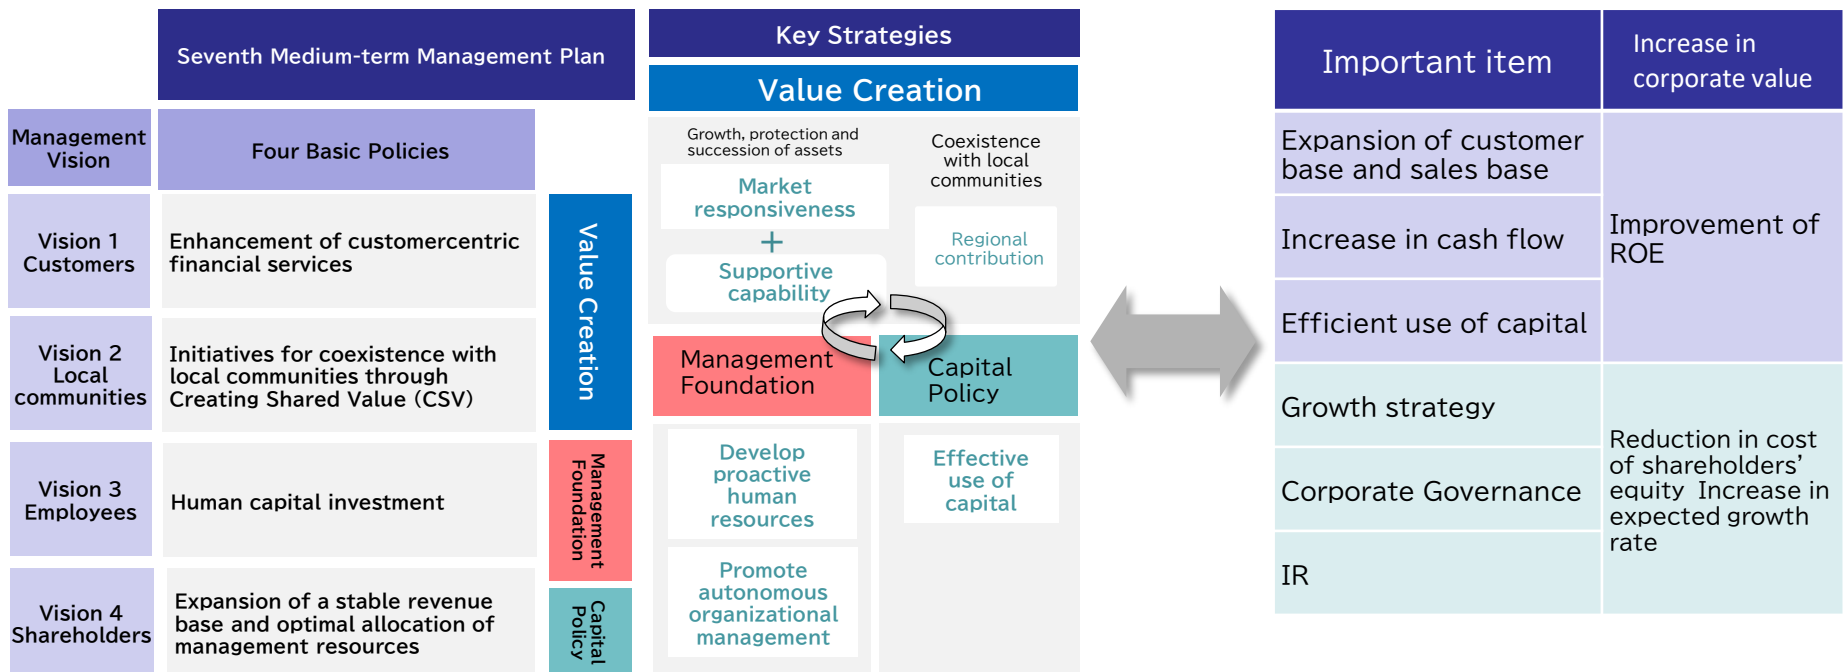 Seventh Medium-term Management Plan
Management
Vision
Four Basic Policies
Vision 1
Customers
Enhancement of customercentric
financial services
Vision 2
Local
communities
Initiatives for coexistence with
local communities through
Creating Shared Value (CSV)
Value Creation
Vision 3
Employees
Human capital investment
Management
Foundation
Vision 4
Shareholders
Expansion of a stable revenue
base and optimal allocation of
management resources
Capital
Policy
Key Strategies
Value Creation
Growth, protection and
succession of assets
Market
responsiveness
+
Supportive
capability
Coexistence
with local
communities
Regional
contribution
Management
Foundation
Capital
Policy
Develop
proactive
human
resources
Promote
autonomous
organizational
management
Effective
use of
capital
Important item
Increase in
corporate value
Expansion of customer
base and sales base
Increase in cash flow
Efficient use of capital
Improvement of
ROE
Growth strategy
Corporate Governance
IR
Reduction in cost
of shareholders’
equity Increase in
expected growth
rate